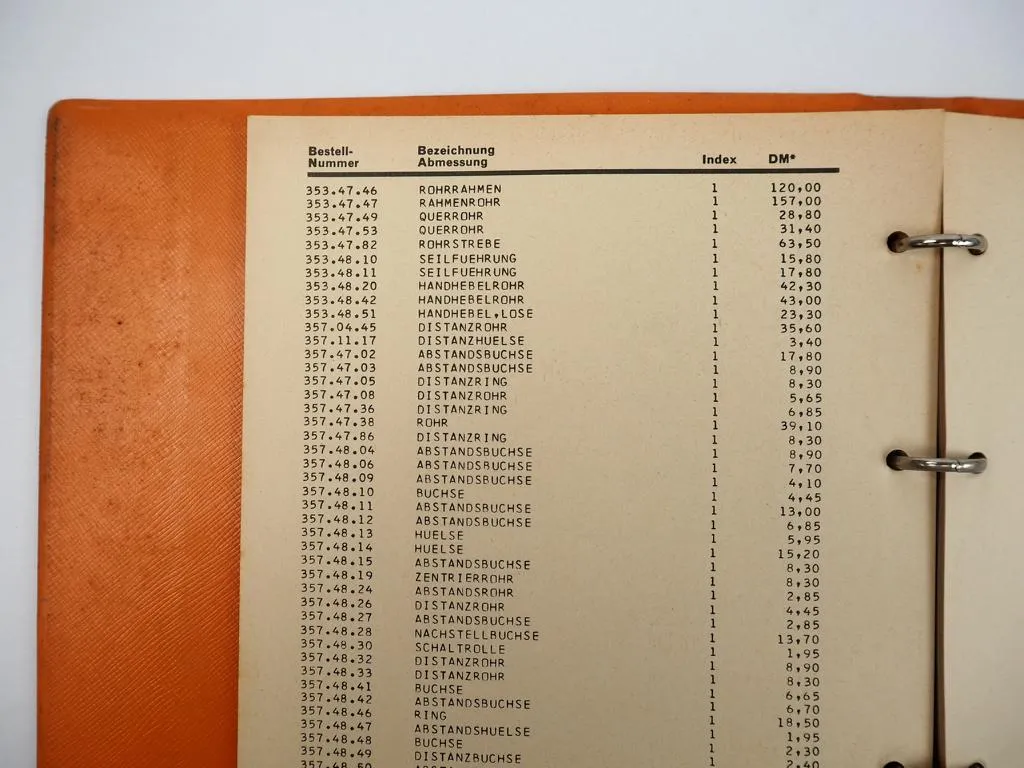 Bestell- Bezeichnung
Nummer Abmessung Index DM*
353.47.46 ROHRRAHMEN 1 120,00
353.47.47 RAHMENROHR 1 157,00
353.47.49 QUERROHR 1 28,80
353.47.53 QUERROHR 1 31,40
353.47.82 ROHRSTREBE 1 63,50
353.48.10 SEILFUEHRUNG 1 15,80
353.48.11 SEILFUEHRUNG 1 17,80
353.48.20 HANDHEBELROHR 1 42,30
353.48.42 HANDHEBELROHR 1 43,00
353.48.51 HANDHEBEL,LOSE 1 23,30
357.04.45 DISTANZROHR 1 35,60
357.11.17 DISTANZHUELSE 1 3,40
357.47.02 ABSTANDSBUCHSE 1 17,80
357.47.03 ABSTANDSBUCHSE 1 8,90
357.47.05 DISTANZRING 1 8,30
357.47.08 DISTANZROHR 1 5,65
357.47.36 DISTANZRING 1 6,85
357.47.38 ROHR 1 39,10
357.47.86 DISTANZRING 1 8,30
357.48.04 ABSTANDSBUCHSE 1 8,90
357.48.06 ABSTANDSBUCHSE 1 7,70
357.48.09 ABSTANDSBUCHSE 1 4,10
357.48.10 BUCHSE 1 4,45
357.48.11 ABSTANDSBUCHSE 1 13,00
357.48.12 ABSTANDSBUCHSE 1 6,85
357.48.13 HUELSE 1 5,95
357.48.14 HUELSE 1 15,20
357.48.15 ABSTANDSBUCHSE 1 8,30
357.48.19 ZENTRIERROHR 1 8,30
357.48.24 ABSTANDSROHR 1 2,85
357.48.26 DISTANZROHR 1 4,45
357.48.27 ABSTANDSBUCHSE 1 2,85
357.48.28 NACHSTELLBUCHSE 1 13,70
357.48.30 SCHALTROLLE 1 1,95
357.48.32 DISTANZROHR 1 8,90
357.48.33 DISTANZROHR 1 8,30
357.48.41 BUCHSE 1 6,65
357.48.42 ABSTANDSBUCHSE 1 6,70
357.48.46 RING 1 18,50
357.48.47 ABSTANDSHUELSE 1 1,95
357.48.48 BUCHSE 1 2,30
357.48.49 DISTANZBUCHSE 1 2,40
357.48.50